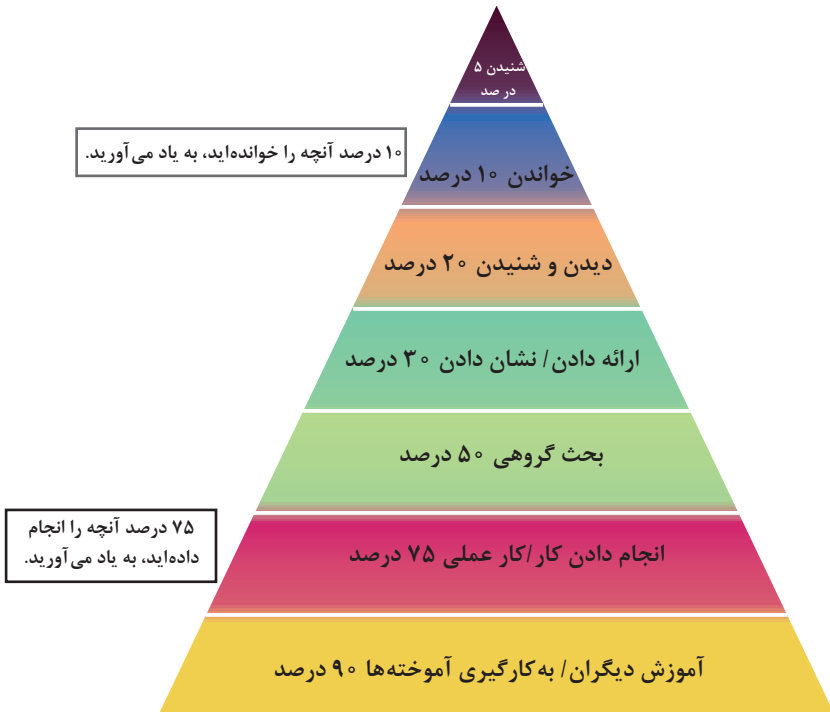 شنیدن ۵
در صد
۱۰ درصد آنچه را خوانده‌اید، به یاد می‌آورید.
خواندن ۱۰ درصد
دیدن و شنیدن ۲۰ درصد
ارائه دادن/ نشان دادن ۳۰ درصد
بحث گروهی ۵۰ درصد
۷۵ درصد آنچه را انجام
داده‌اید، به یاد می‌آورید.
انجام دادن کار/کار عملی ۷۵ درصد
آموزش دیگران/ به‌کارگیری آموخته‌ها ۹۰ درصد